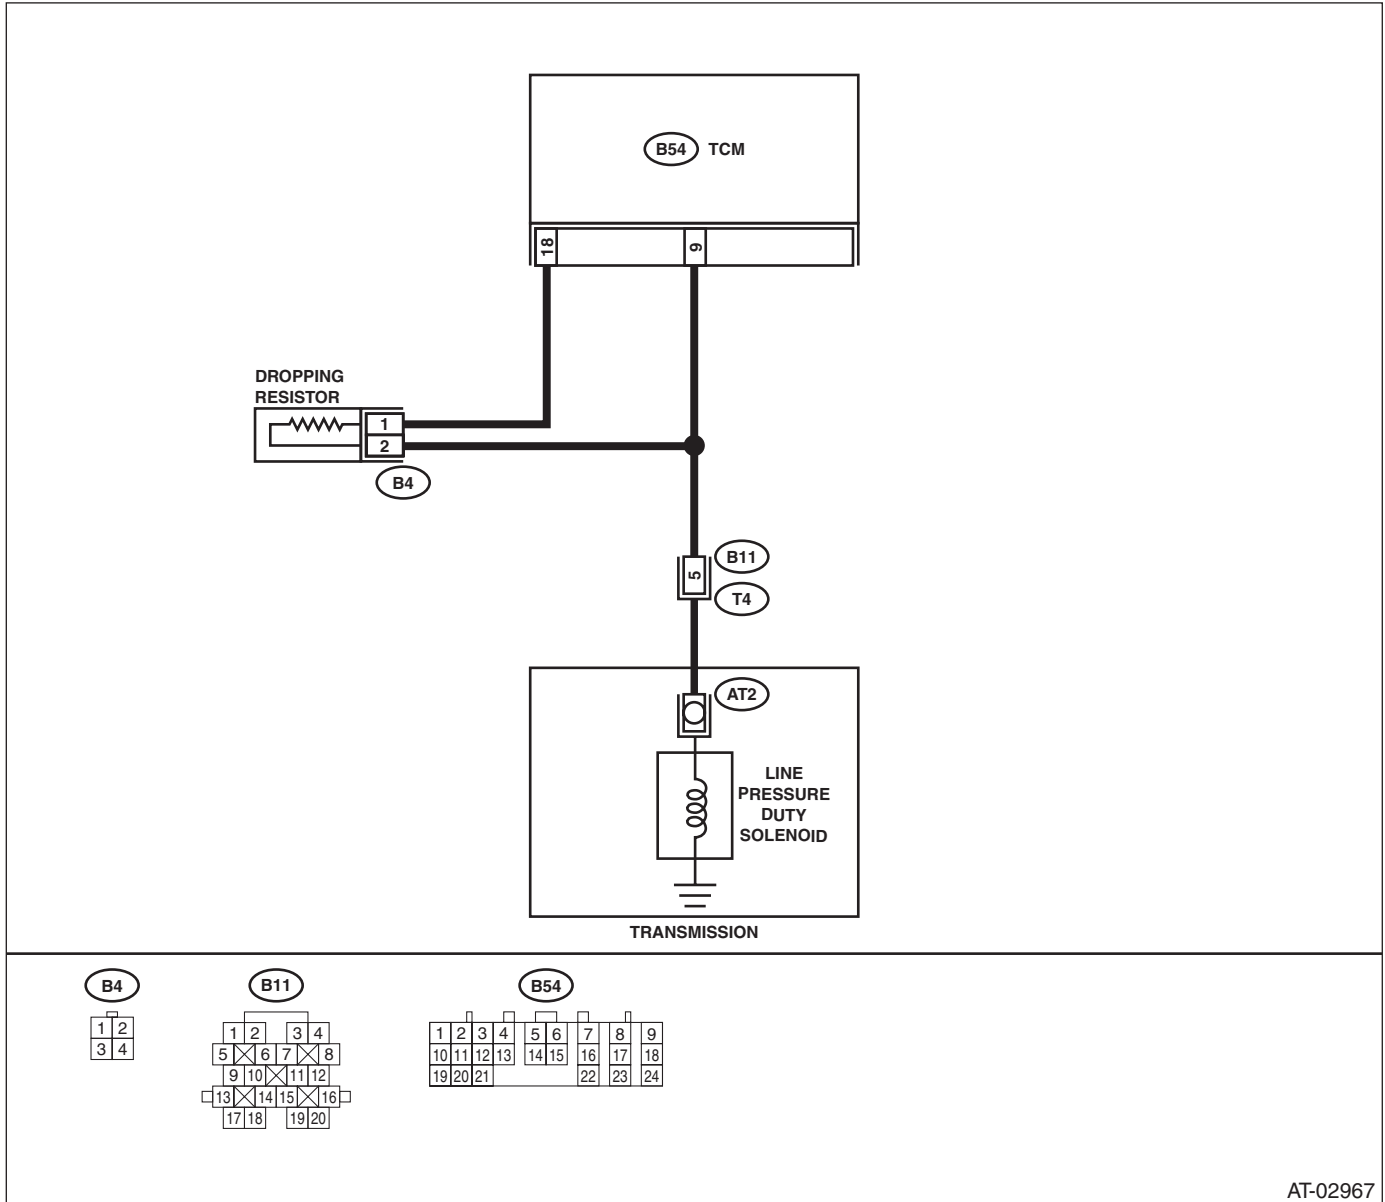 B54 TCM
18 9
DROPPING
RESISTOR
1
2
B4
B11
5
T4
AT2
LINE
PRESSURE
DUTY
SOLENOID
TRANSMISSION
B4 B11 B54
1 2
3 4
1 2 3 4
5 6 7 8
9 10 11 12
13 14 15 16
17 18 19 20
1 2 3 4 5 6 7 8 9
10 11 12 13 14 15 16 17 18
19 20 21 22 23 24
AT-02967